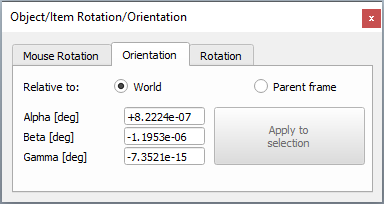 Object/Item Rotation/Orientation
x
Mouse Rotation Orientation Rotation
Relative to: World Parent frame
Alpha [deg] +8.2224e-07
Beta [deg] -1.1953e-06
Gamma [deg] -7.3521e-15
Apply to
selection